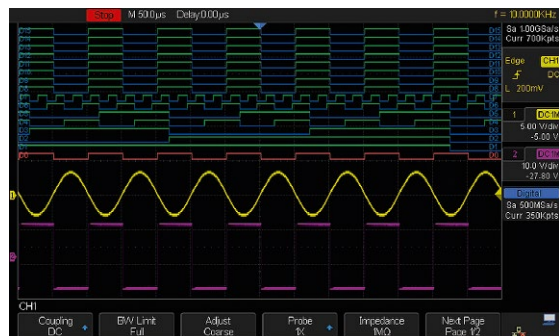 Stop M 50.0µs Delay:0.00µs f = 10.0000KHz
Sa 1.00GSa/s
Curr 700Kpts
Edge CH1
DC
L 200mV
1 DC1M
5.00 V/div
-5.00 V
2 DC1M
10.0 V/div
-27.80 V
Digital
Sa 500MSa/s
Curr 350Kpts
D0 D0
CH1
Coupling BW Limit Adjust Probe Impedance Next Page
DC Full Coarse 1X 1MΩ Page 1/2